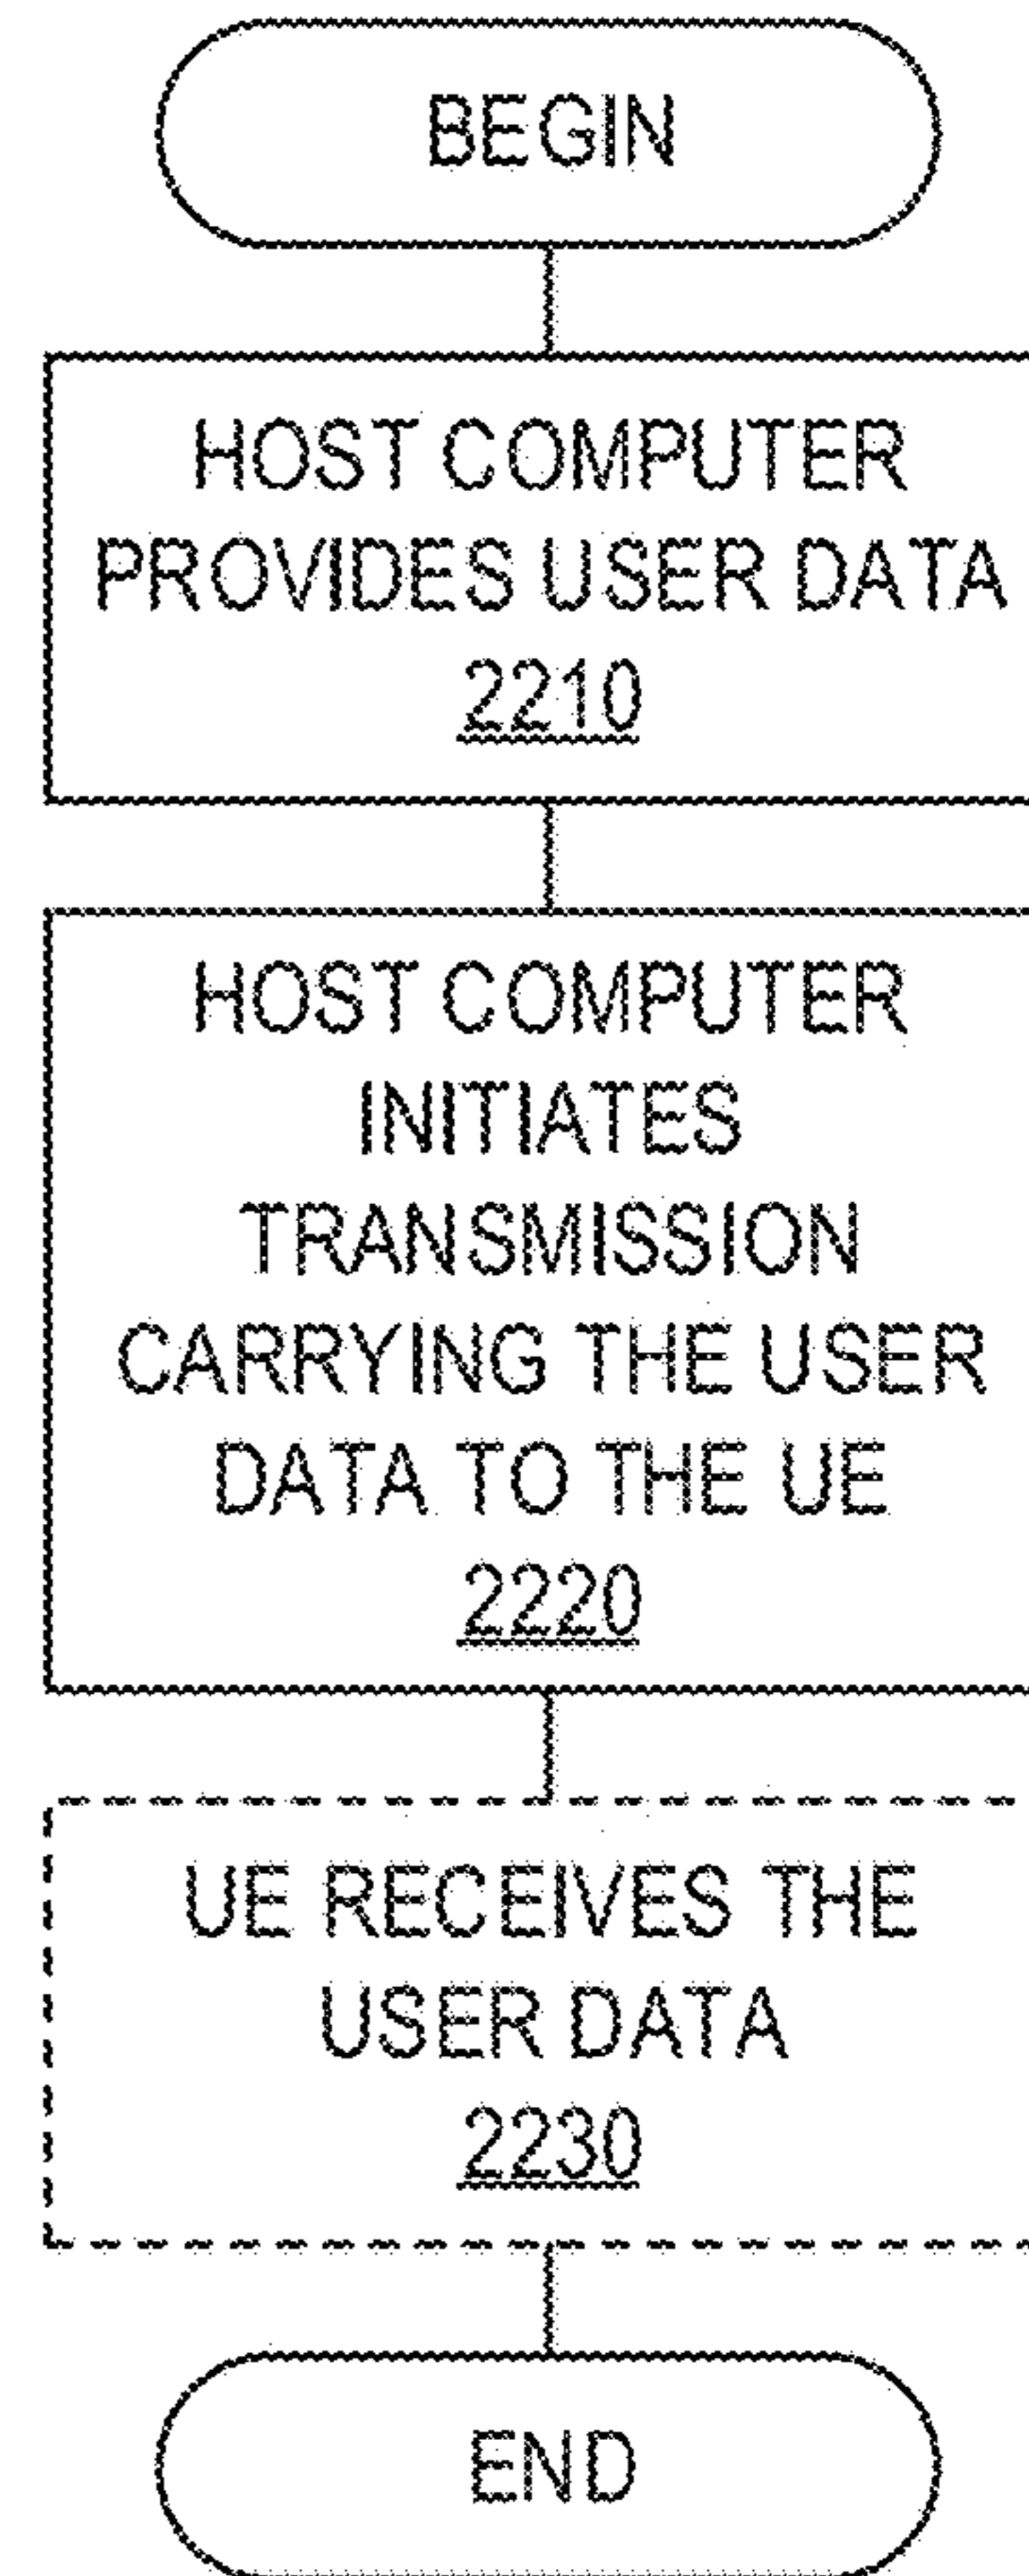 BEGIN
HOST COMPUTER
PROVIDES USER DATA
2210
HOST COMPUTER
INITIATES
TRANSMISSION
CARRYING THE USER
DATA TO THE UE
2220
UE RECEIVES THE
USER DATA
2230
END